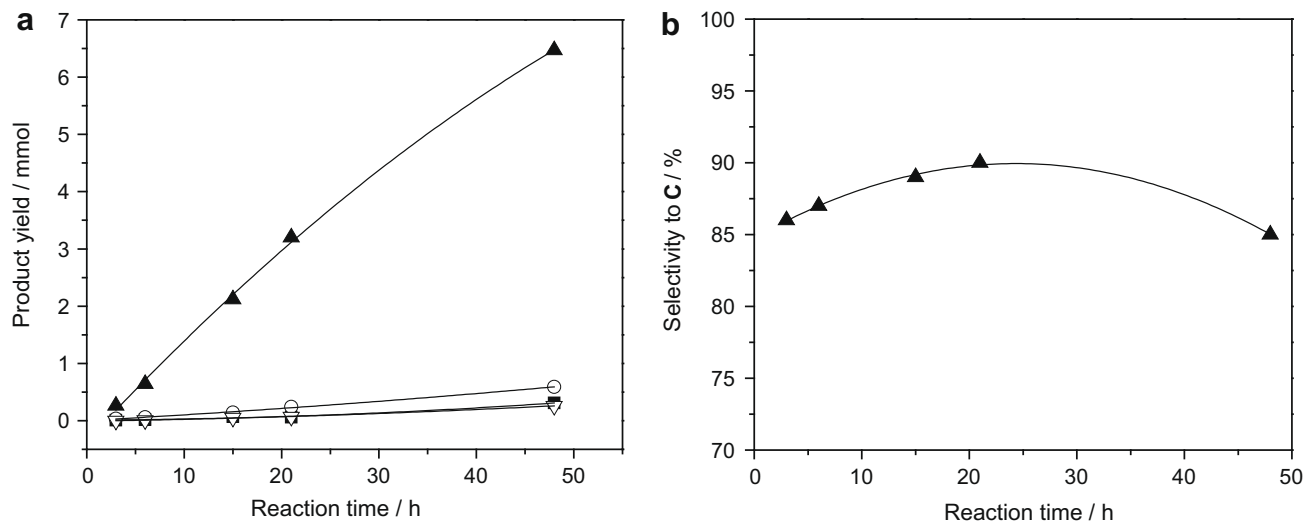 a
7
6
5
4
3
2
1
0
Product yield / mmol
0 10 20 30 40 50
Reaction time / h
b
100
95
90
85
80
75
70
Selectivity to C / %
0 10 20 30 40 50
Reaction time / h